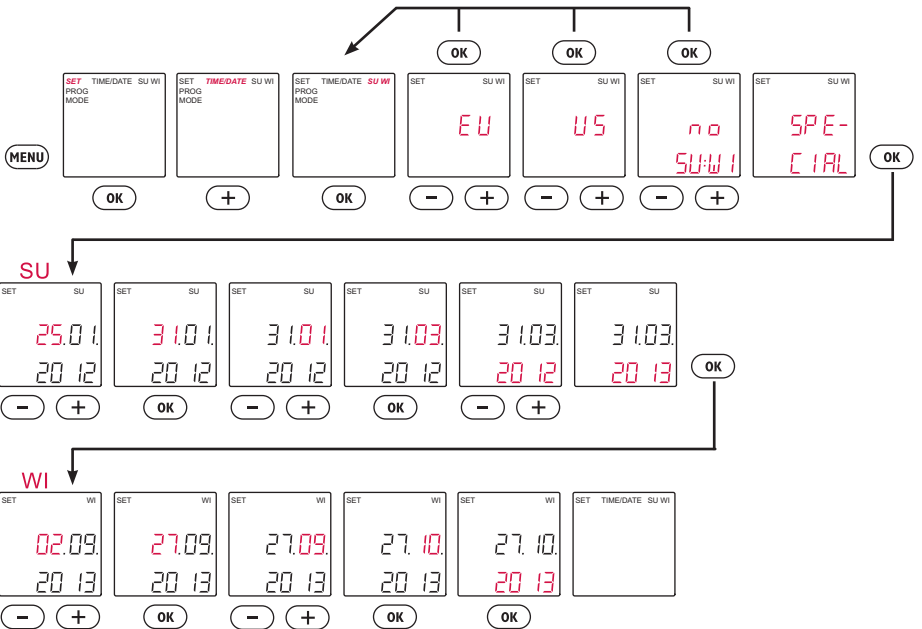 OK OK OK
SET TIME/DATE SU WI
PROG
MODE
SET TIME/DATE SU WI
PROG
MODE
SET TIME/DATE SU WI
PROG
MODE
SET SU WI
EU
SET SU WI
US
SET SU WI
no
SU:WI
SET SU WI
SPE-
CIAL
MENU
OK
OK + OK - + - + - +
SU
SET SU
25.01.
2012
SET SU
31.01.
2012
SET SU
31.01.
2012
SET SU
31.03.
2012
SET SU
31.03.
2012
SET SU
31.03.
2013
OK
- + OK - + OK - +
WI
SET WI
02.09.
2013
SET WI
27.09.
2013
SET WI
27.09.
2013
SET WI
27.10.
2013
SET WI
27.10.
2013
SET TIME/DATE SU WI
- + OK - + OK OK